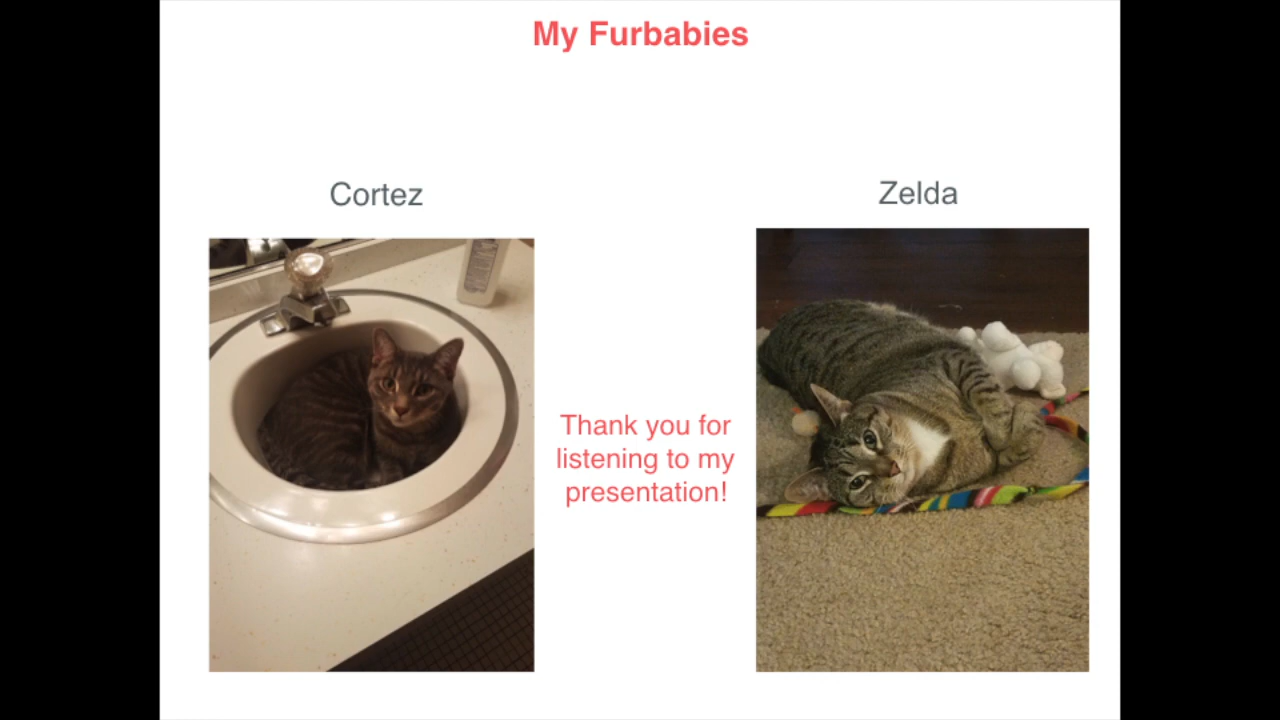 My Furbabies
Cortez
Zelda
Thank you for
listening to my
presentation!